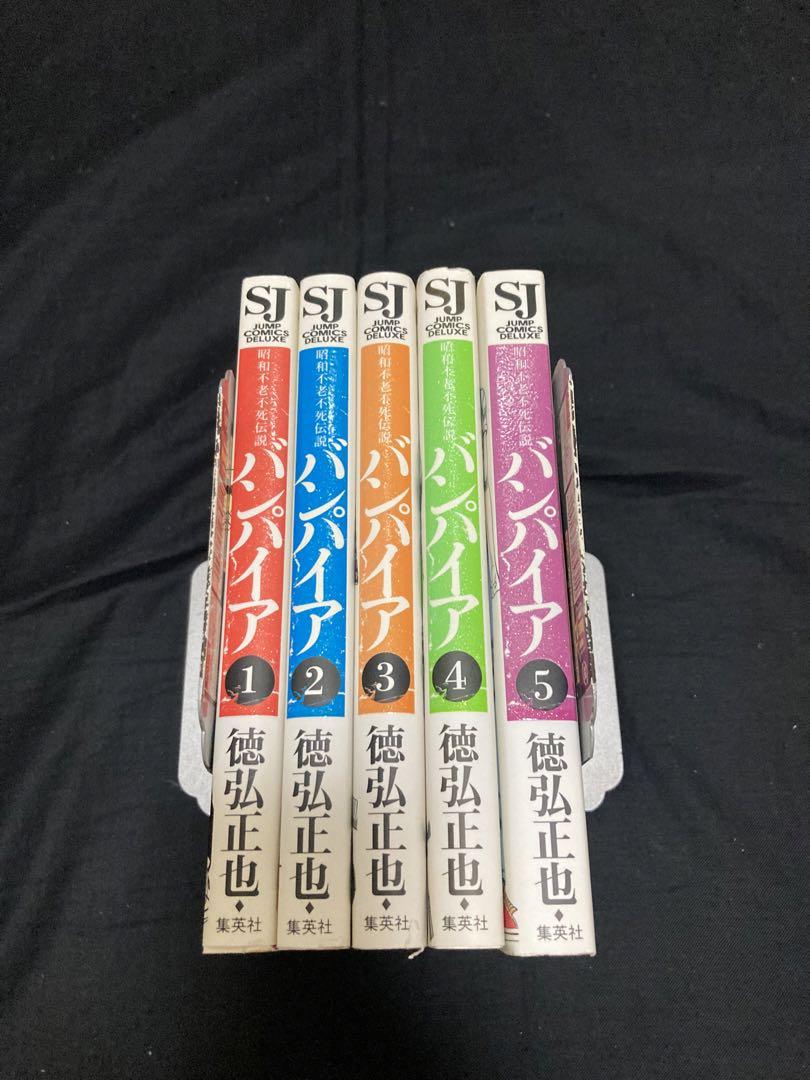 SJ
JUMP
COMICS
DELUXE
昭和不老不死伝説
バンパイア
1
徳弘正也
集英社
SJ
JUMP
COMICS
DELUXE
昭和不老不死伝説
バンパイア
2
徳弘正也
集英社
SJ
JUMP
COMICS
DELUXE
昭和不老不死伝説
バンパイア
3
徳弘正也
集英社
SJ
JUMP
COMICS
DELUXE
昭和不老不死伝説
バンパイア
4
徳弘正也
集英社
SJ
JUMP
COMICS
DELUXE
昭和不老不死伝説
バンパイア
5
徳弘正也
集英社